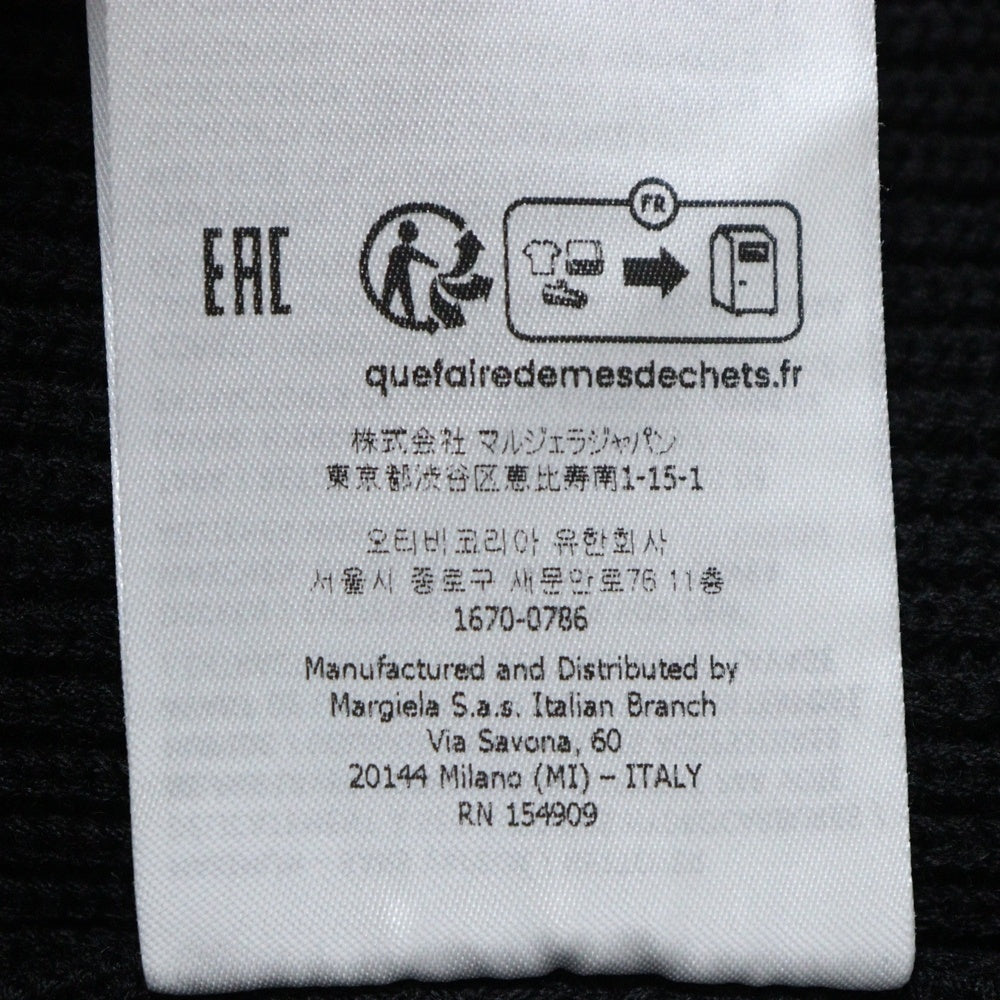 EAC
FR
quefairedemesdechets.fr
株式会社 マルジェラジャパン
東京都渋谷区恵比寿南1-15-1
오티비코리아 유한회사
서울시 종로구 새문안로76 11층
1670-0786
Manufactured and Distributed by
Margiela S.a.s. Italian Branch
Via Savona, 60
20144 Milano (MI) – ITALY
RN 154909